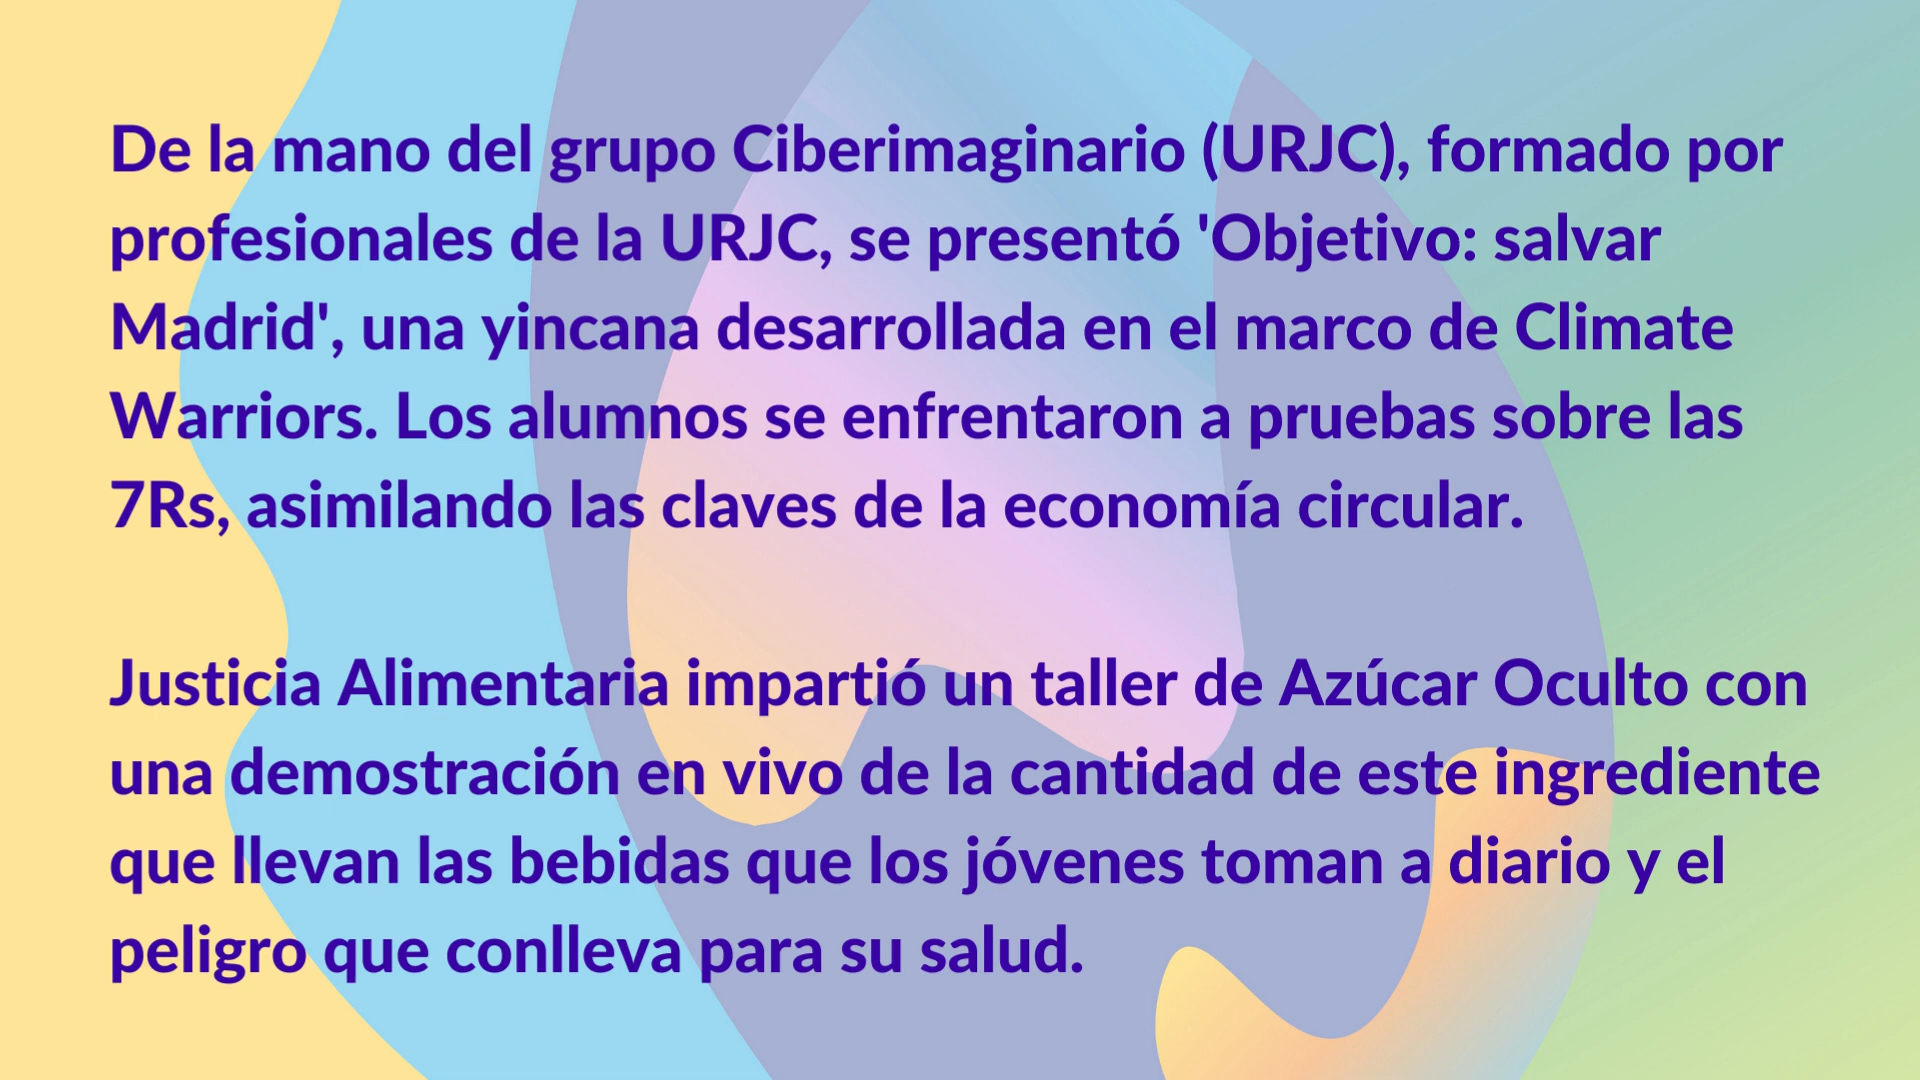 De la mano del grupo Ciberimaginario (URJC), formado por
profesionales de la URJC, se presentó 'Objetivo: salvar
Madrid', una yincana desarrollada en el marco de Climate
Warriors. Los alumnos se enfrentaron a pruebas sobre las
7Rs, asimilando las claves de la economía circular.
Justicia Alimentaria impartió un taller de Azúcar Oculto con
una demostración en vivo de la cantidad de este ingrediente
que llevan las bebidas que los jóvenes toman a diario y el
peligro que conlleva para su salud.